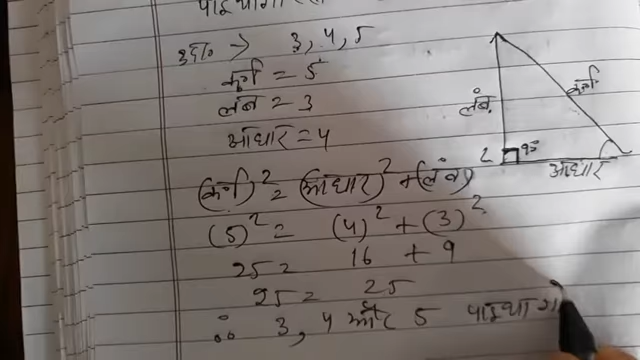 उदा० → 3, 4, 5
कर्ण = 5
लंब = 3
आधार = 4
(कर्ण)² = (आधार)² + (लंब)²
(5)² = (4)² + (3)²
25 = 16 + 9
25 = 25
∴ 3, 4 और 5
लंब
कर्ण
90
आधार